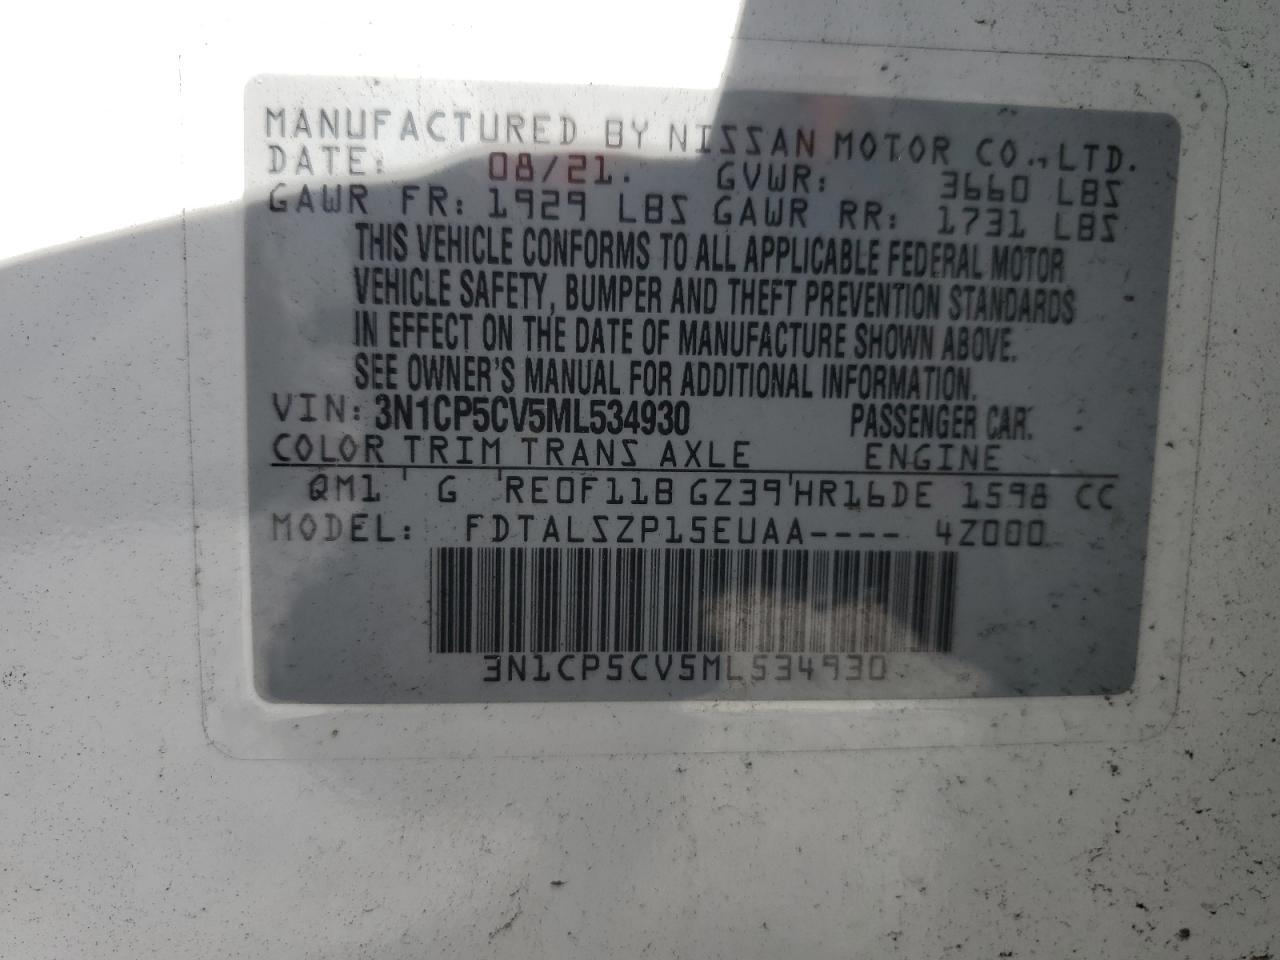 MANUFACTURED BY NISSAN MOTOR CO., LTD.
DATE: 08/21. GVWR: 3660 LBS
GAWR FR: 1929 LBS GAWR RR: 1731 LBS
THIS VEHICLE CONFORMS TO ALL APPLICABLE FEDERAL MOTOR
VEHICLE SAFETY, BUMPER AND THEFT PREVENTION STANDARDS
IN EFFECT ON THE DATE OF MANUFACTURE SHOWN ABOVE.
SEE OWNER'S MANUAL FOR ADDITIONAL INFORMATION.
VIN: 3N1CP5CV5ML534930 PASSENGER CAR.
COLOR TRIM TRANS AXLE ENGINE
QM1 ' G ' RE0F11B GZ39 ' HR16DE 1598 CC
MODEL: FDTALSZP15EUAA---- 4Z000
3N1CP5CV5ML534930